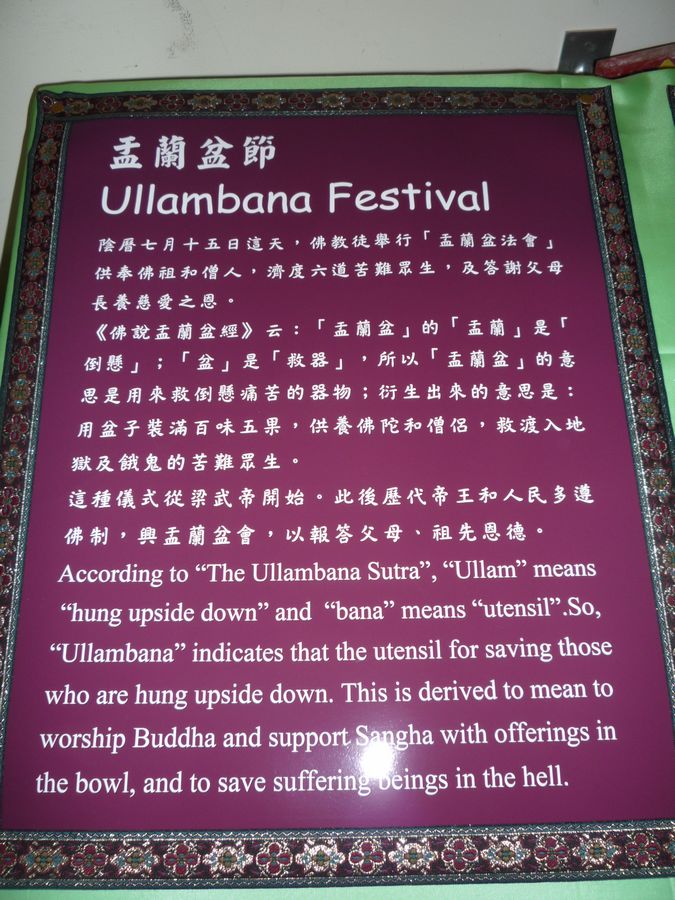 盂蘭盆節
Ullambana Festival
陰曆七月十五日這天，佛教徒舉行「盂蘭盆法會」
供奉佛祖和僧人，濟度六道苦難眾生，及答謝父母
長養慈愛之恩。
《佛說盂蘭盆經》云：「盂蘭盆」的「盂蘭」是「
倒懸」；「盆」是「救器」，所以「盂蘭盆」的意
思是用來救倒懸痛苦的器物；衍生出來的意思是：
用盆子裝滿百味五果，供養佛陀和僧侶，救渡入地
獄及餓鬼的苦難眾生。
這種儀式從梁武帝開始。此後歷代帝王和人民多遵
佛制，興盂蘭盆會，以報答父母、祖先恩德。
According to “The Ullambana Sutra”, “Ullam” means
“hung upside down” and “bana” means “utensil”.So,
“Ullambana” indicates that the utensil for saving those
who are hung upside down. This is derived to mean to
worship Buddha and support Sangha with offerings in
the bowl, and to save suffering beings in the hell.